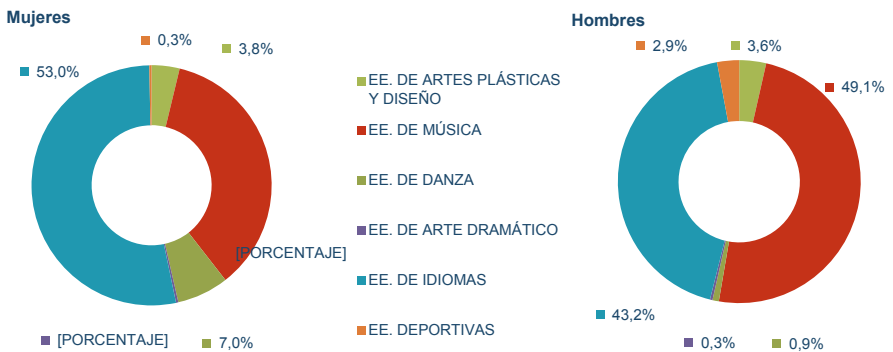 Mujeres
0,3%
3,8%
53,0%
[PORCENTAJE]
[PORCENTAJE]
7,0%
EE. DE ARTES PLÁSTICAS
Y DISEÑO
EE. DE MÚSICA
EE. DE DANZA
EE. DE ARTE DRAMÁTICO
EE. DE IDIOMAS
EE. DEPORTIVAS
Hombres
2,9%
3,6%
49,1%
43,2%
0,3%
0,9%